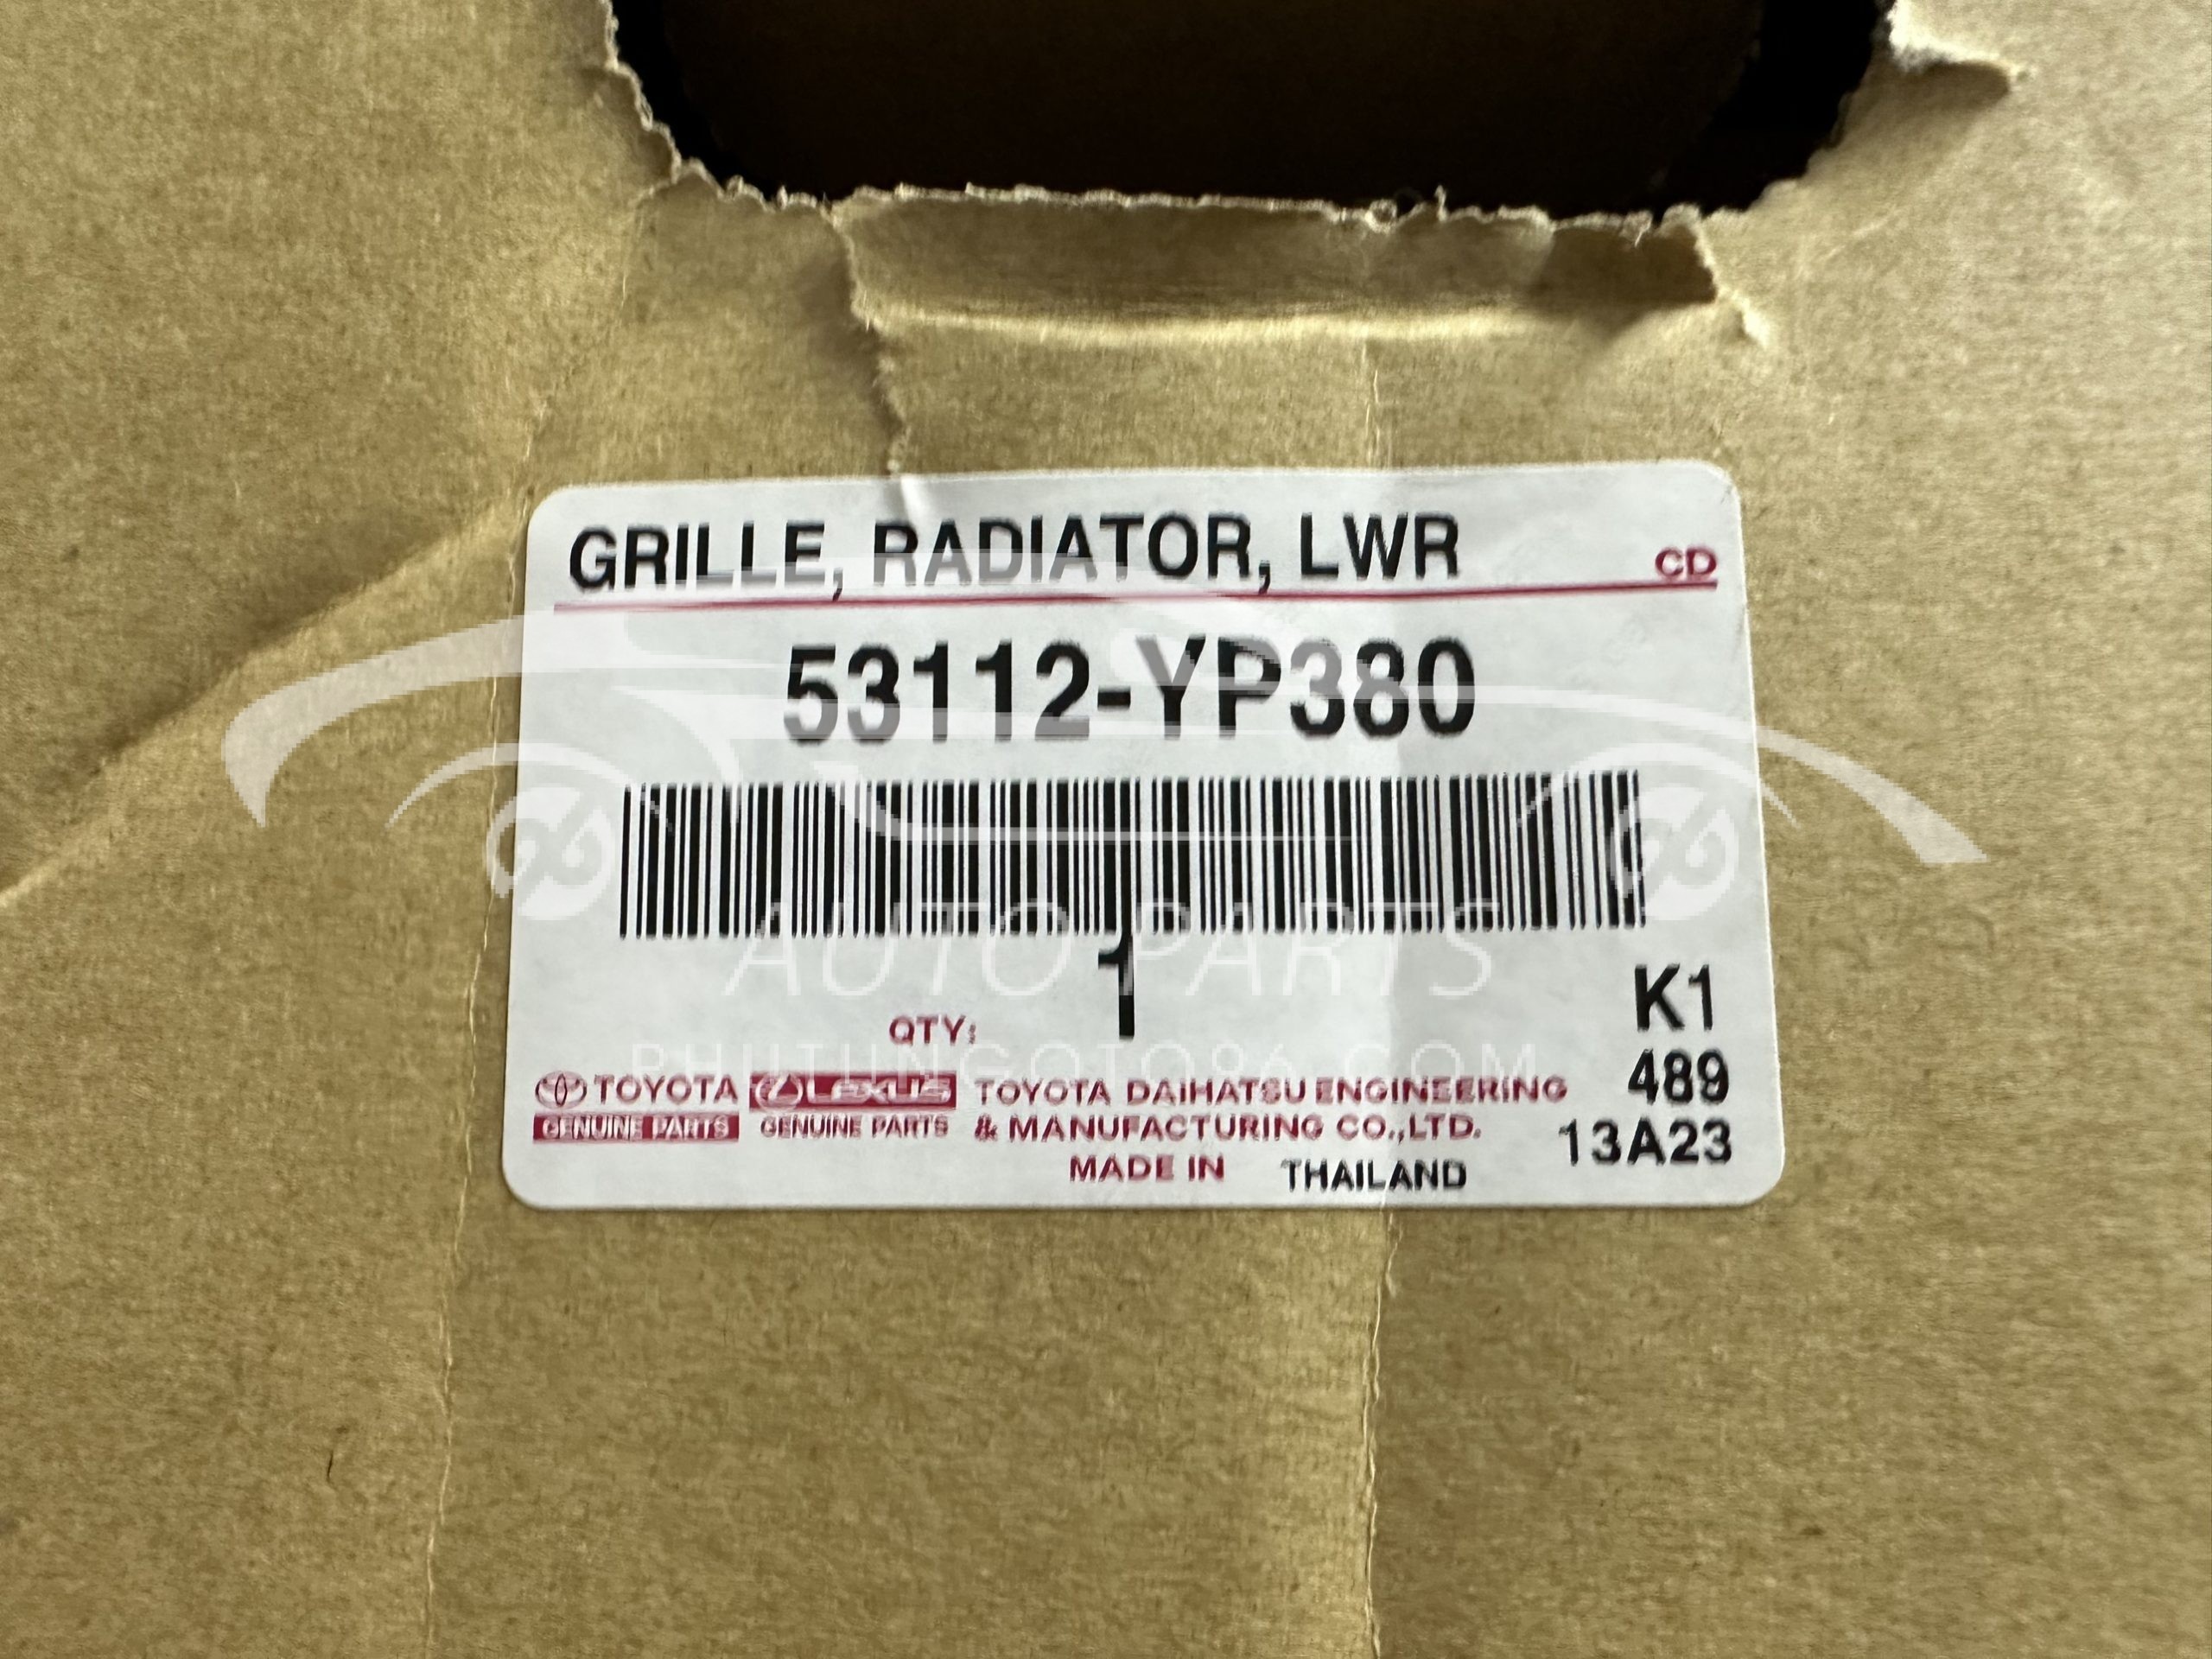 GRILLE, RADIATOR, LWR
CD
53112-YP380
1
QTY:
AUTO PARTS
PHUTUNGOTO86.COM
K1
489
13A23
TOYOTA
GENUINE PARTS
LEXUS
GENUINE PARTS
TOYOTA DAIHATSU ENGINEERING
& MANUFACTURING CO.,LTD.
MADE IN THAILAND